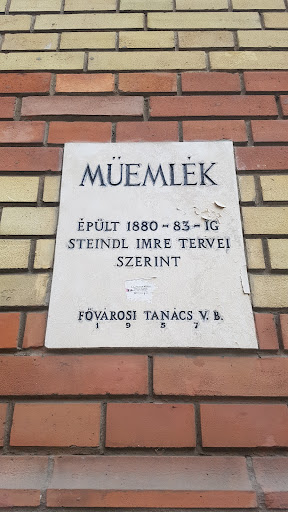 MŰEMLÉK
ÉPÜLT 1880-83-IG
STEINDL IMRE TERVEI
SZERINT
FŐVÁROSI TANÁCS V. B.
1957